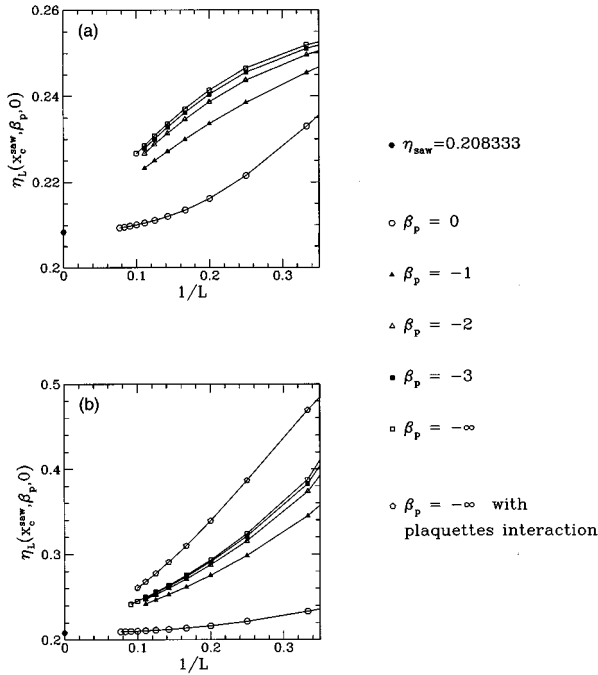 0.26
(a)
0.24
0.22
0.2
η_L(x_c^saw,β_p,0)
0
0.1
0.2
0.3
1/L
0.5
(b)
0.4
0.3
0.2
η_L(x_c^saw,β_p,0)
0
0.1
0.2
0.3
1/L
η_saw=0.208333
β_p = 0
β_p = −1
β_p = −2
β_p = −3
β_p = −∞
β_p = −∞ with
plaquettes interaction